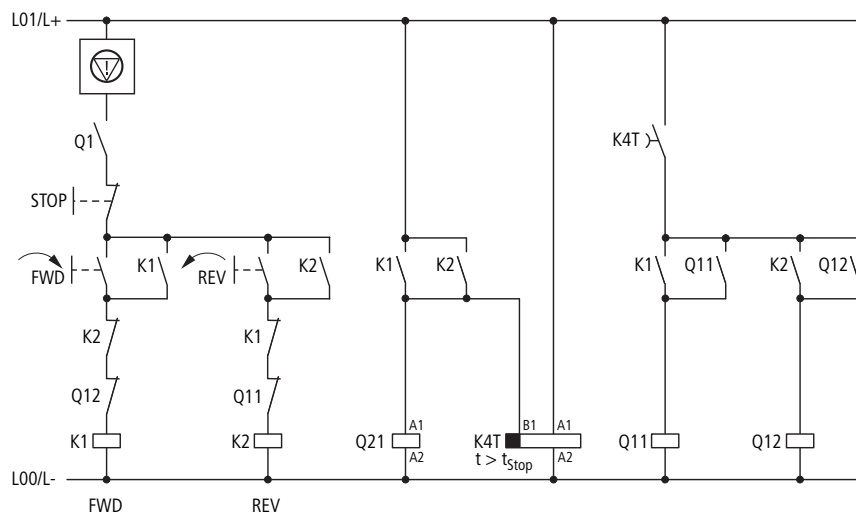 L01/L+
!
Q1
STOP
FWD
K1
REV
K2
K1
K2
K4T
K1
Q11
K2
Q12
K2
K1
Q12
Q11
K1
K2
Q21
A1
A2
K4T
t > tStop
B1
A1
A2
Q11
Q12
L00/L-
FWD
REV